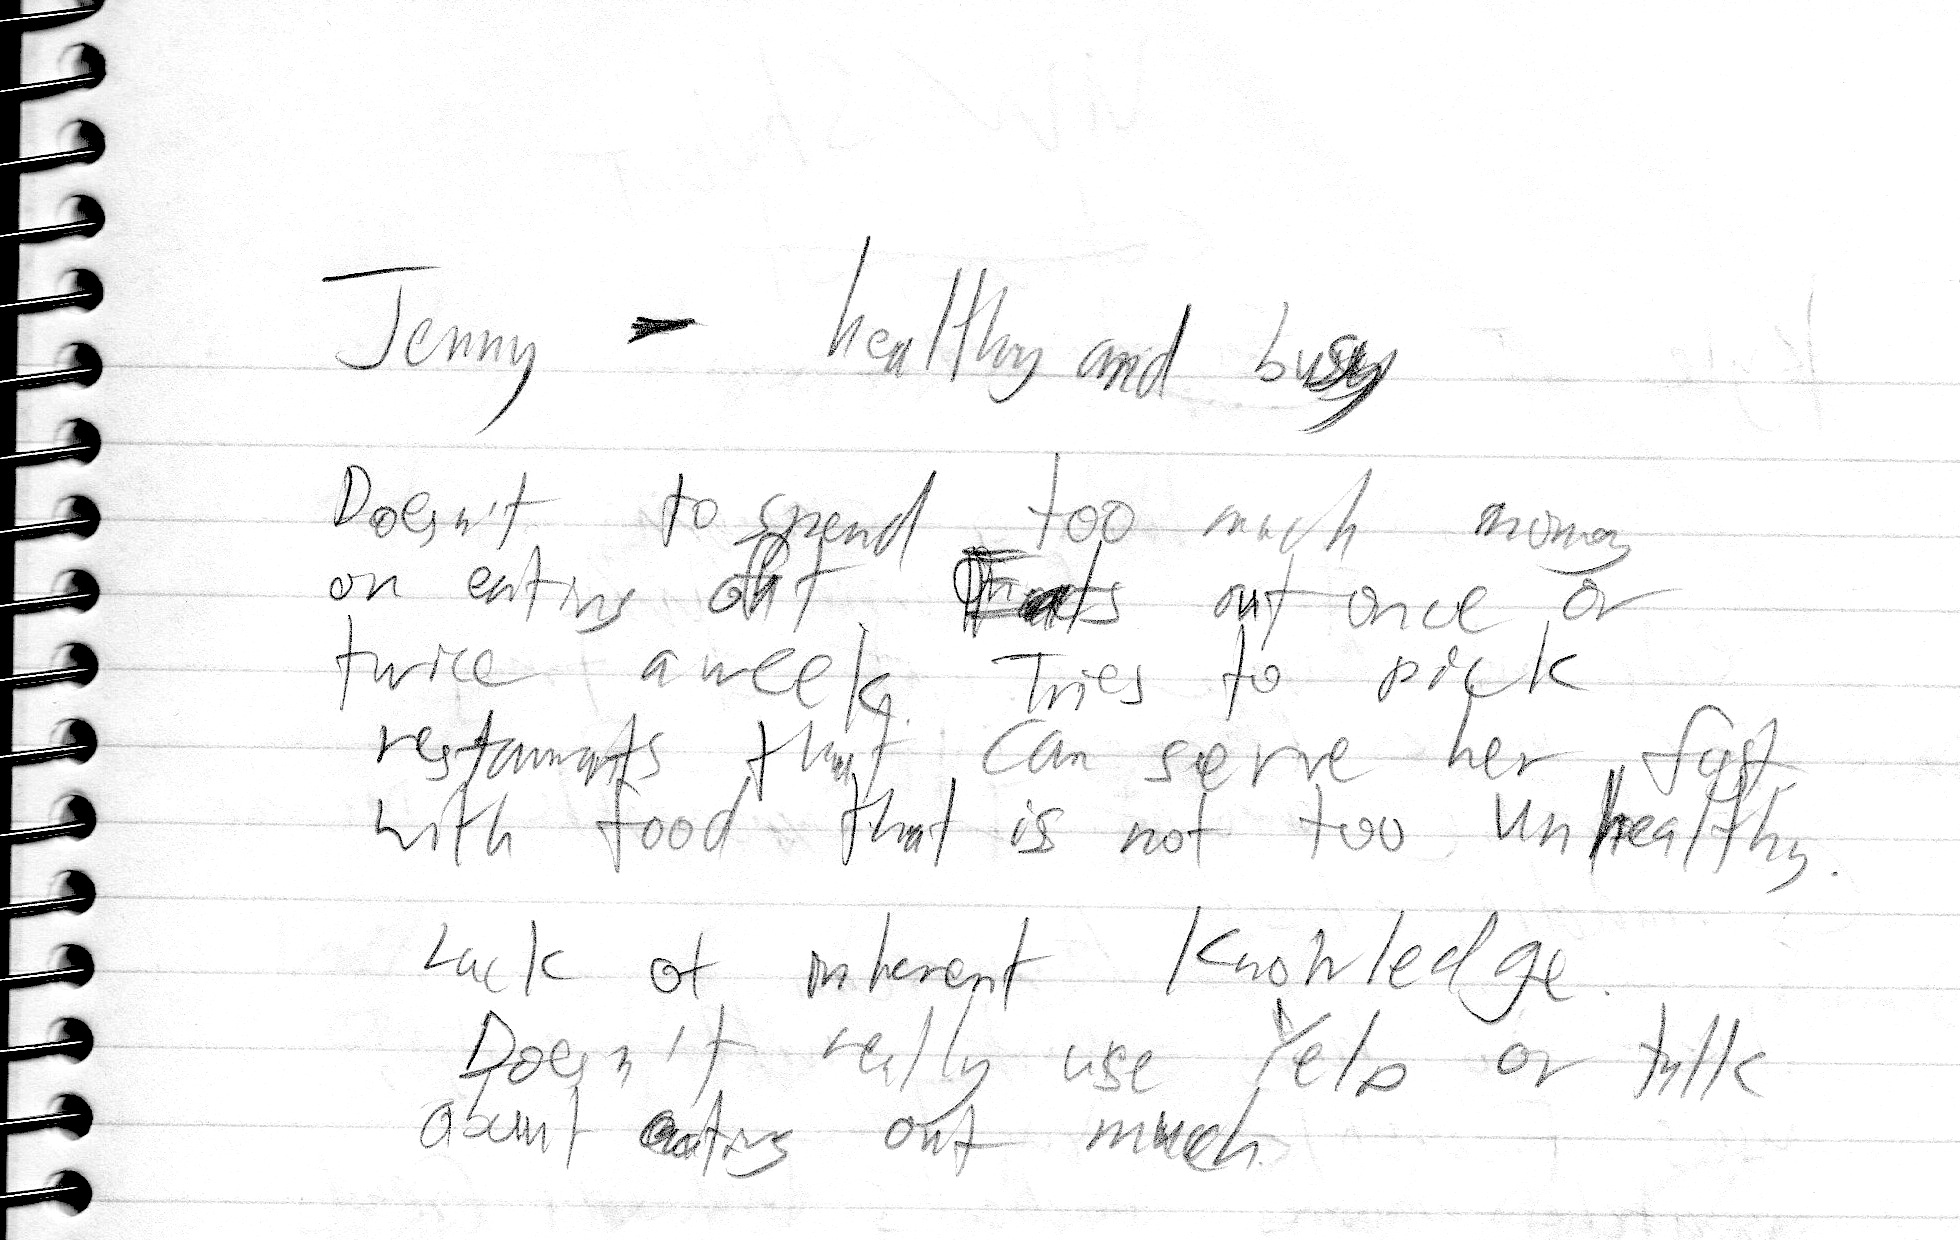 Jenny - healthy and busy
Doesn't to spend too much money
on eating out Eats out once or
twice a week. Tries to pick
restaurants that can serve her fast
with food that is not too unhealthy.
Lack of inherent knowledge.
Doesn't really use Yelp or talk
about eating out much.